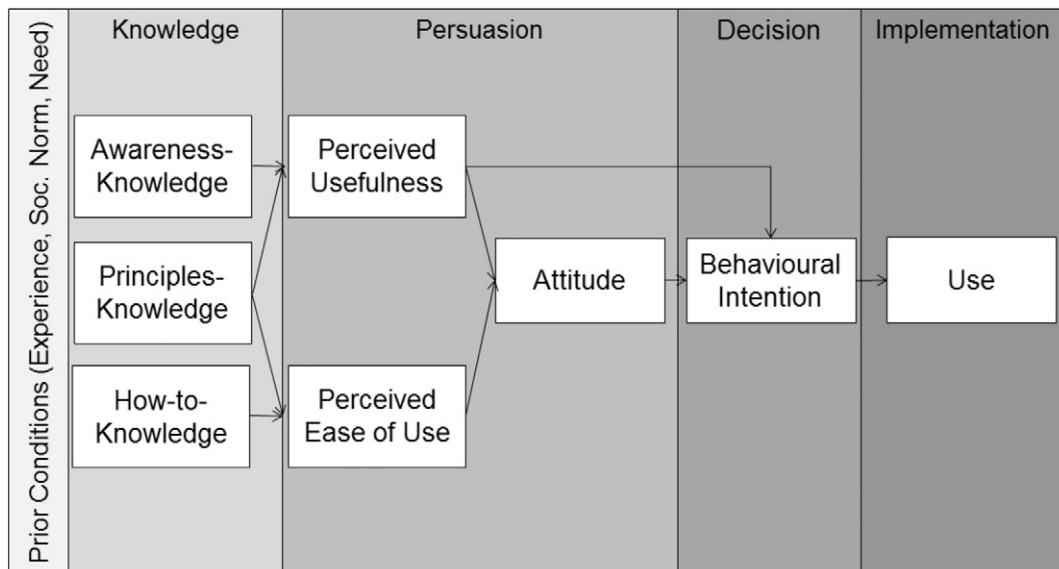 Prior Conditions (Experience, Soc. Norm, Need)
Knowledge
Persuasion
Decision
Implementation
Awareness-
Knowledge
Perceived
Usefulness
Principles-
Knowledge
Attitude
Behavioural
Intention
Use
How-to-
Knowledge
Perceived
Ease of Use